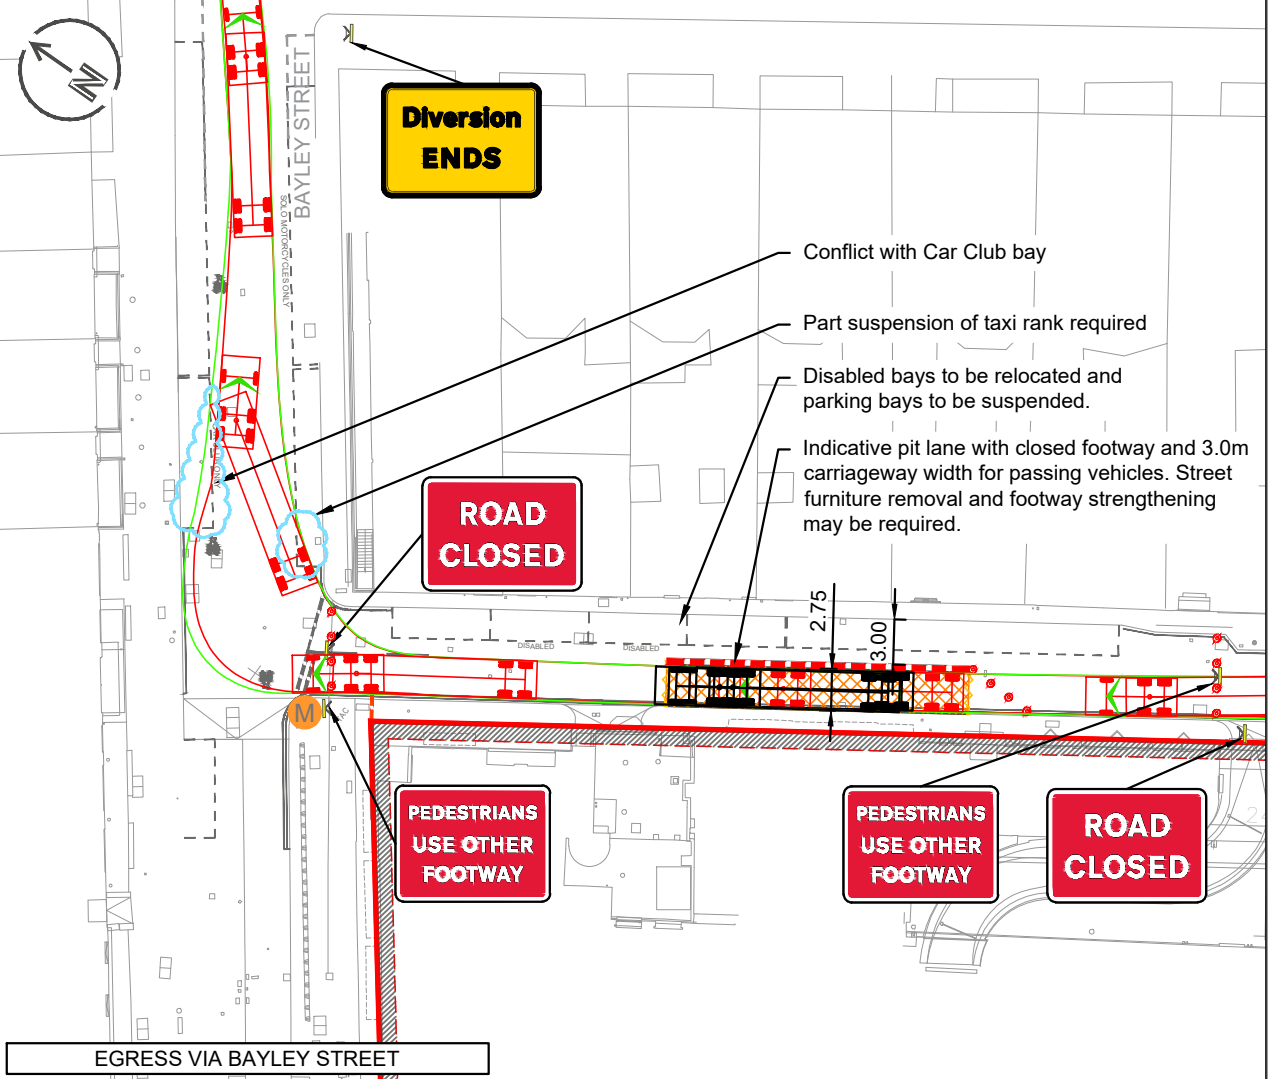 N
BAYLEY STREET
Diversion
ENDS
SOLO MOTORCYCLES ONLY
Conflict with Car Club bay
Part suspension of taxi rank required
Disabled bays to be relocated and
parking bays to be suspended.
Indicative pit lane with closed footway and 3.0m
carriageway width for passing vehicles. Street
furniture removal and footway strengthening
may be required.
ROAD
CLOSED
2.75
3.00
DISABLED
DISABLED
M
PEDESTRIANS
USE OTHER
FOOTWAY
PEDESTRIANS
USE OTHER
FOOTWAY
ROAD
CLOSED
EGRESS VIA BAYLEY STREET